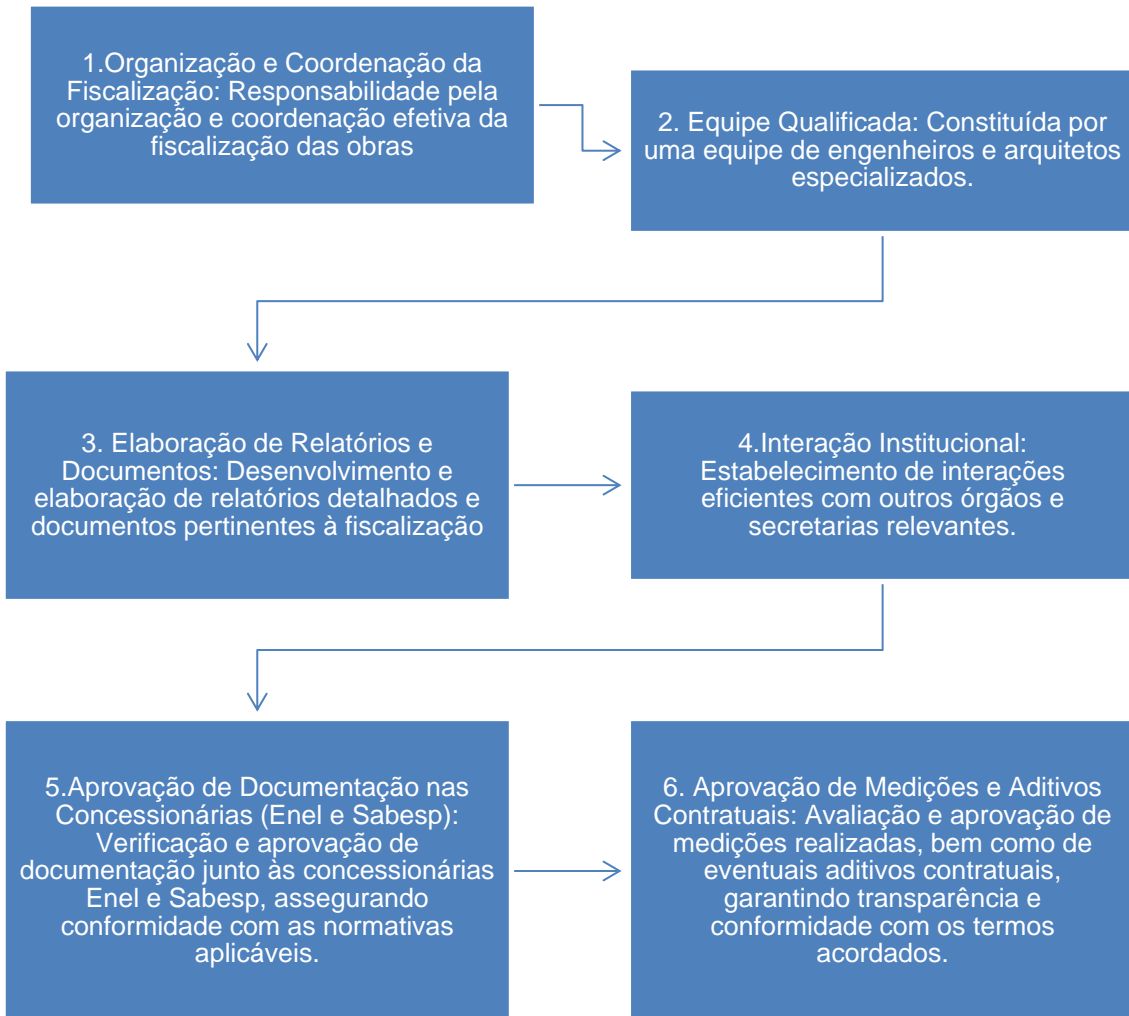 1.Organização e Coordenação da
Fiscalização: Responsabilidade pela
organização e coordenação efetiva da
fiscalização das obras
2. Equipe Qualificada: Constituída por
uma equipe de engenheiros e arquitetos
especializados.
3. Elaboração de Relatórios e
Documentos: Desenvolvimento e
elaboração de relatórios detalhados e
documentos pertinentes à fiscalização
4.Interação Institucional:
Estabelecimento de interações
eficientes com outros órgãos e
secretarias relevantes.
5.Aprovação de Documentação nas
Concessionárias (Enel e Sabesp):
Verificação e aprovação de
documentação junto às concessionárias
Enel e Sabesp, assegurando
conformidade com as normativas
aplicáveis.
6. Aprovação de Medições e Aditivos
Contratuais: Avaliação e aprovação de
medições realizadas, bem como de
eventuais aditivos contratuais,
garantindo transparência e
conformidade com os termos
acordados.